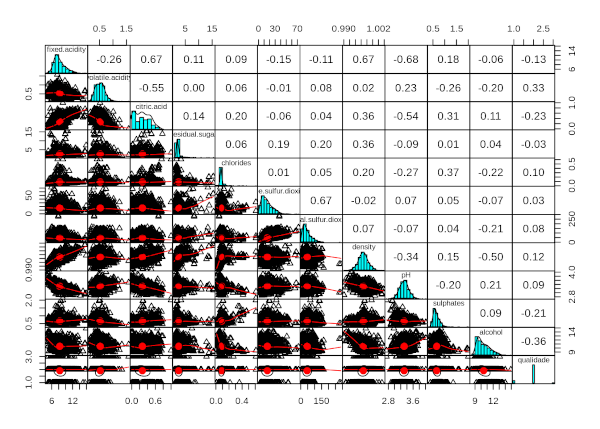 0.5 1.5 5 15 0 30 70 0.990 1.002 0.5 1.5 1.0 2.5
fixed.acidity -0.26 0.67 0.11 0.09 -0.15 -0.11 0.67 -0.68 0.18 -0.06 -0.13 6 14
0.5 olatile.acidity -0.55 0.00 0.06 -0.01 0.08 0.02 0.23 -0.26 -0.20 0.33
citric.acid 0.14 0.20 -0.06 0.04 0.36 -0.54 0.31 0.11 -0.23 0.0 1.0
5 15 esidual.suga 0.06 0.19 0.20 0.36 -0.09 0.01 0.04 -0.03
chlorides 0.01 0.05 0.20 -0.27 0.37 -0.22 0.10 0.0 0.5
0 50 e.sulfur.dioxi 0.67 -0.02 0.07 0.05 -0.07 0.03
al.sulfur.diox 0.07 -0.07 0.04 -0.21 0.08 0 250
0.990 density -0.34 0.15 -0.50 0.12
pH -0.20 0.21 0.09 2.8 4.0
0.5 2.0 sulphates 0.09 -0.21
alcohol -0.36 9 14
1.0 3.0 qualidade
6 12 0.0 0.6 0.0 0.4 0 150 2.8 3.6 9 12